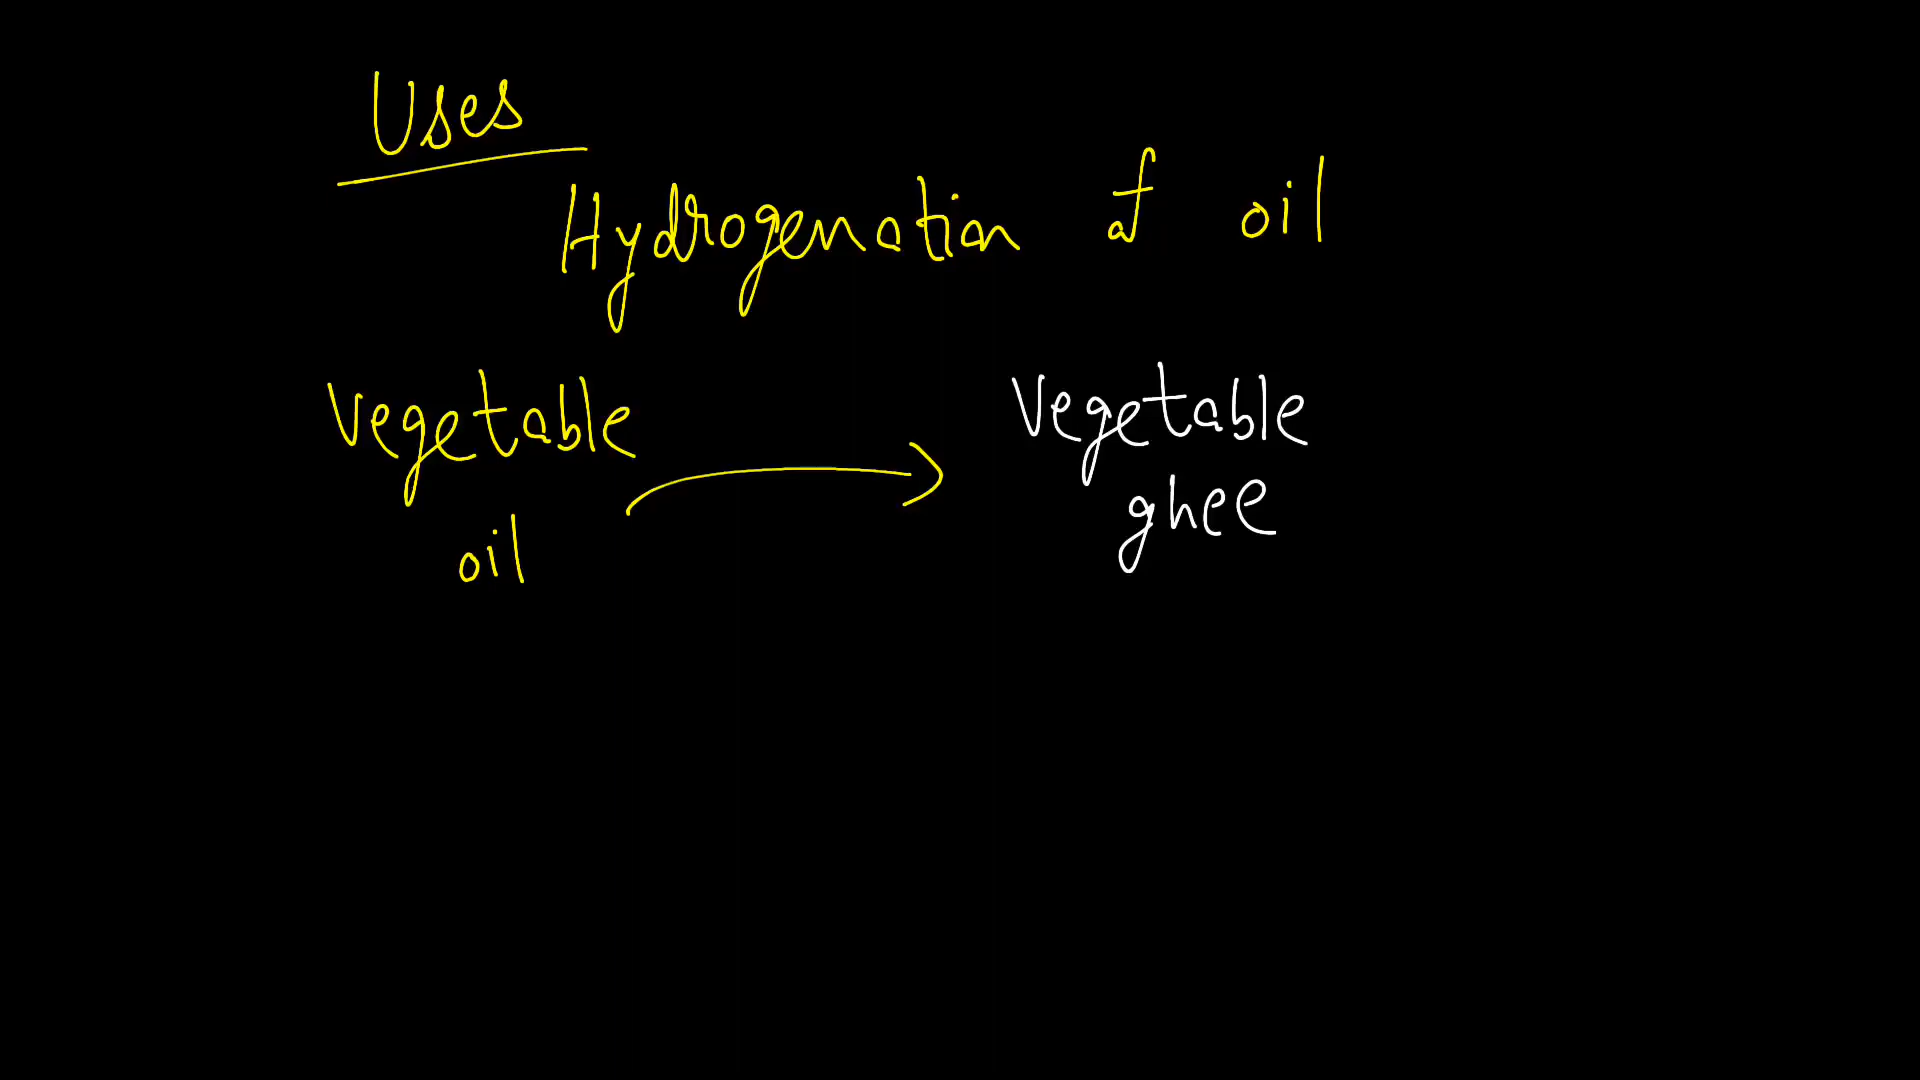 Uses
Hydrogenation of oil
Vegetable
oil
Vegetable
ghee